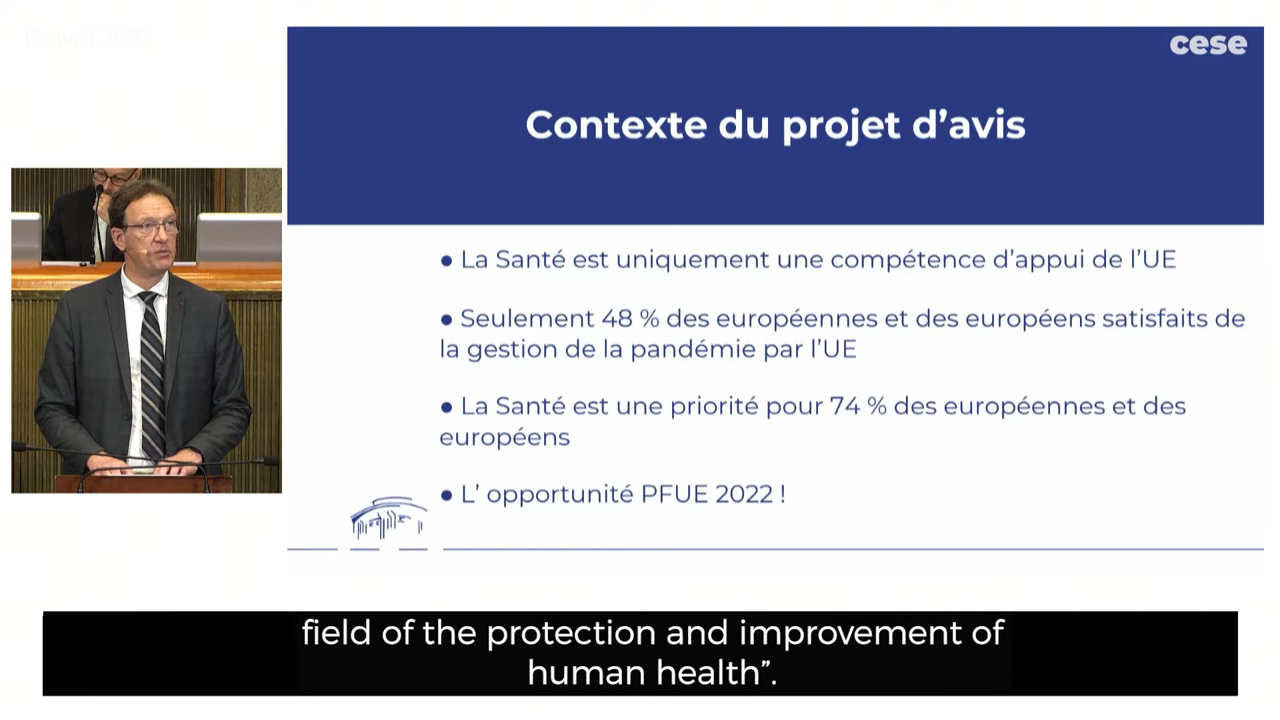 cese
Contexte du projet d'avis
● La Santé est uniquement une compétence d'appui de l'UE
● Seulement 48 % des européennes et des européens satisfaits de
la gestion de la pandémie par l'UE
● La Santé est une priorité pour 74 % des européennes et des
européens
● L' opportunité PFUE 2022 !
field of the protection and improvement of
human health”.